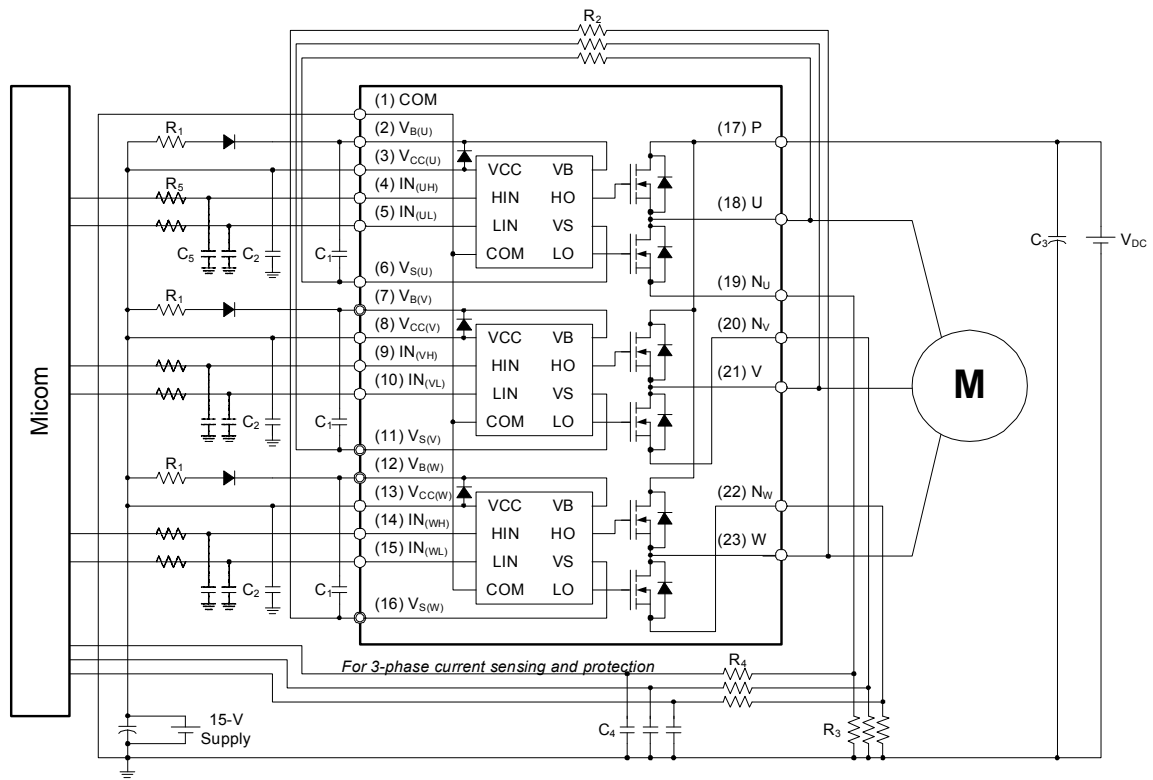 R2
(1) COM
(2) VB(U)
(3) VCC(U)
(4) IN(UH)
(5) IN(UL)
(6) VS(U)
(7) VB(V)
(8) VCC(V)
(9) IN(VH)
(10) IN(VL)
(11) VS(V)
(12) VB(W)
(13) VCC(W)
(14) IN(WH)
(15) IN(WL)
(16) VS(W)
VCC VB
HIN HO
LIN VS
COM LO
VCC VB
HIN HO
LIN VS
COM LO
VCC VB
HIN HO
LIN VS
COM LO
(17) P
(18) U
(19) NU
(20) NV
(21) V
(22) NW
(23) W
R1
R5
C5 C2 C1
R1
C2 C1
R1
C2 C1
Micom
C3
VDC
M
For 3-phase current sensing and protection
R4
C4
R3
15-V
Supply